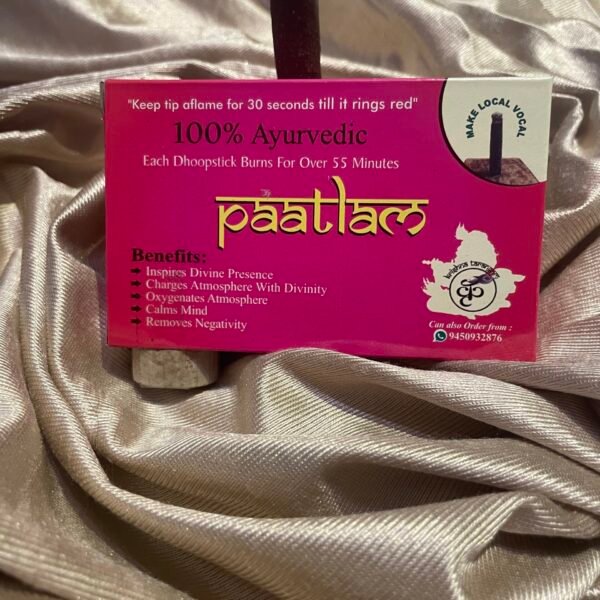 "Keep tip aflame for 30 seconds till it rings red"
100% Ayurvedic
Each Dhoopstick Burns For Over 55 Minutes
MAKE LOCAL VOCAL
paatlam
Benefits:
Inspires Divine Presence
Charges Atmosphere With Divinity
Oxygenates Atmosphere
Calms Mind
Removes Negativity
Can also Order from :
9450932876